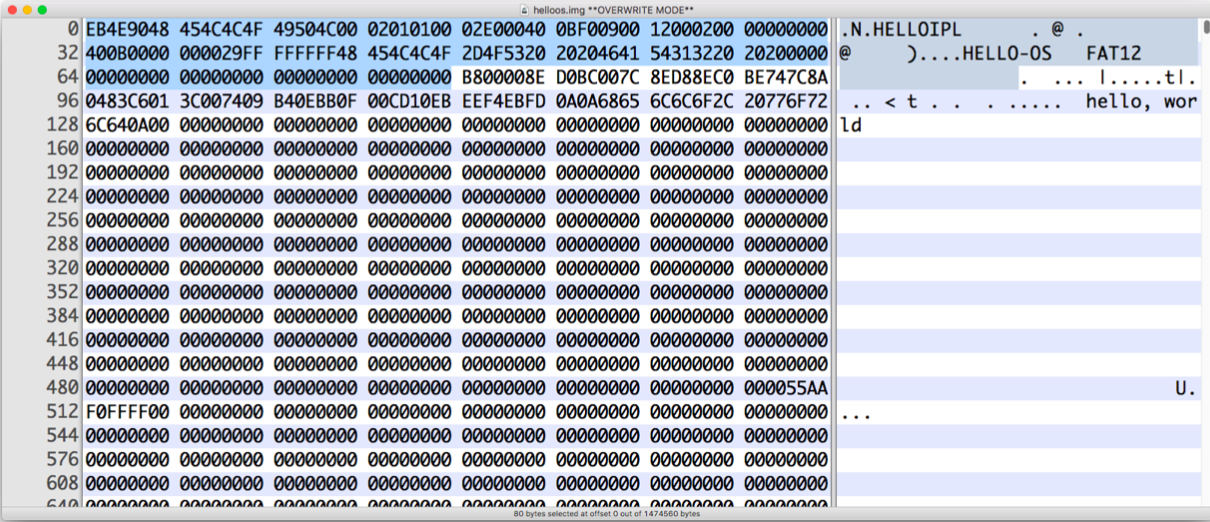 helloos.img **OVERWRITE MODE**
0 EB4E9048 454C4C4F 49504C00 02010100 02E00040 0BF00900 12000200 00000000 .N.HELLOIPL . @ .
32 400B0000 000029FF FFFFFF48 454C4C4F 2D4F5320 20204641 54313220 20200000 @ )....HELLO-OS FAT12
64 00000000 00000000 00000000 00000000 B800008E D0BC007C 8ED88EC0 BE747C8A . ... |.....t|.
96 0483C601 3C007409 B40EBB0F 00CD10EB EEF4EBFD 0A0A6865 6C6C6F2C 20776F72 .. < t . . . ..... hello, wor
128 6C640A00 00000000 00000000 00000000 00000000 00000000 00000000 00000000 ld
160 00000000 00000000 00000000 00000000 00000000 00000000 00000000 00000000
192 00000000 00000000 00000000 00000000 00000000 00000000 00000000 00000000
224 00000000 00000000 00000000 00000000 00000000 00000000 00000000 00000000
256 00000000 00000000 00000000 00000000 00000000 00000000 00000000 00000000
288 00000000 00000000 00000000 00000000 00000000 00000000 00000000 00000000
320 00000000 00000000 00000000 00000000 00000000 00000000 00000000 00000000
352 00000000 00000000 00000000 00000000 00000000 00000000 00000000 00000000
384 00000000 00000000 00000000 00000000 00000000 00000000 00000000 00000000
416 00000000 00000000 00000000 00000000 00000000 00000000 00000000 00000000
448 00000000 00000000 00000000 00000000 00000000 00000000 00000000 00000000
480 00000000 00000000 00000000 00000000 00000000 00000000 00000000 000055AA U.
512 F0FFFF00 00000000 00000000 00000000 00000000 00000000 00000000 00000000 ...
544 00000000 00000000 00000000 00000000 00000000 00000000 00000000 00000000
576 00000000 00000000 00000000 00000000 00000000 00000000 00000000 00000000
608 00000000 00000000 00000000 00000000 00000000 00000000 00000000 00000000
640 00000000 00000000 00000000 00000000 00000000 00000000 00000000 00000000
80 bytes selected at offset 0 out of 1474560 bytes